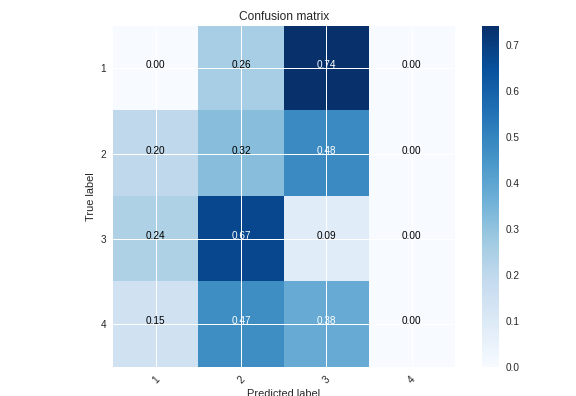 Confusion matrix
1 0.00 0.26 0.74 0.00
2 0.20 0.32 0.48 0.00
3 0.24 0.67 0.09 0.00
4 0.15 0.47 0.38 0.00
True label
1 2 3 4
Predicted label
0.7
0.6
0.5
0.4
0.3
0.2
0.1
0.0